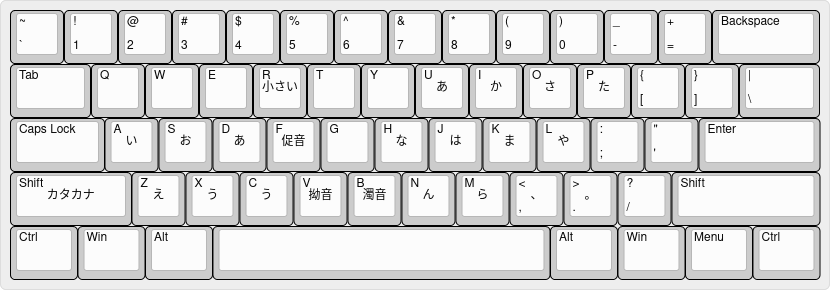 ~ ! @ # $ % ^ & * ( ) _ + Backspace
` 1 2 3 4 5 6 7 8 9 0 - =
Tab Q W E R T Y U I O P { } |
小さい あ か さ た
[ ] \
Caps Lock A S D F G H J K L : " Enter
い お あ 促音 な は ま や
; '
Shift Z X C V B N M < > ? Shift
カタカナ え う う 拗音 濁音 ん ら 、 。
, . /
Ctrl Win Alt Alt Win Menu Ctrl